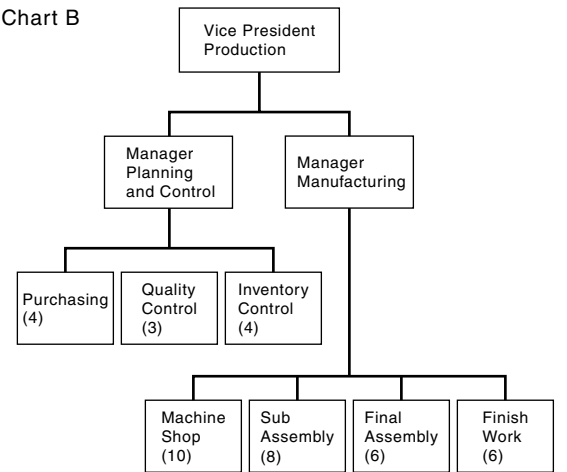 Chart B
Vice President
Production
Manager
Planning
and Control
Manager
Manufacturing
Purchasing
(4)
Quality
Control
(3)
Inventory
Control
(4)
Machine
Shop
(10)
Sub
Assembly
(8)
Final
Assembly
(6)
Finish
Work
(6)